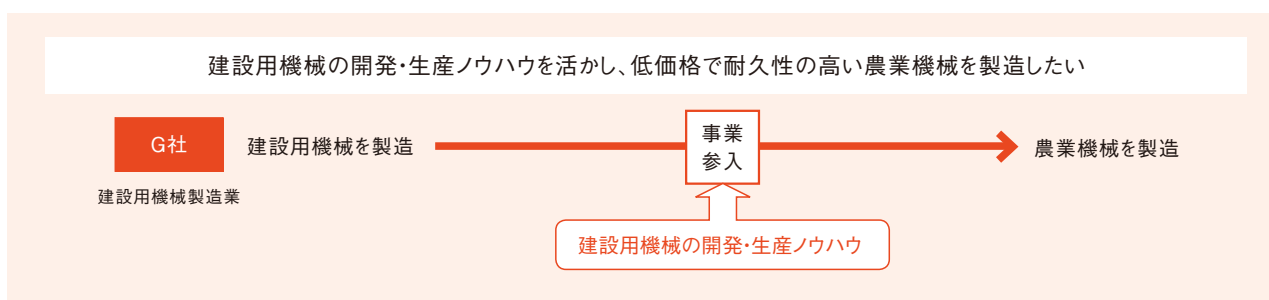 建設用機械の開発・生産ノウハウを活かし、低価格で耐久性の高い農業機械を製造したい
G社
建設用機械を製造
事業
参入
農業機械を製造
建設用機械製造業
建設用機械の開発・生産ノウハウ